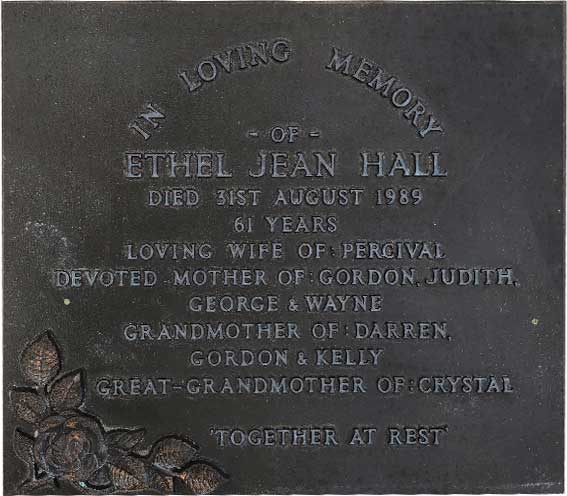 IN LOVING MEMORY
- OF -
ETHEL JEAN HALL
DIED 31ST AUGUST 1989
61 YEARS
LOVING WIFE OF: PERCIVAL
DEVOTED MOTHER OF: GORDON, JUDITH,
GEORGE & WAYNE
GRANDMOTHER OF: DARREN,
GORDON & KELLY
GREAT-GRANDMOTHER OF: CRYSTAL
'TOGETHER AT REST'